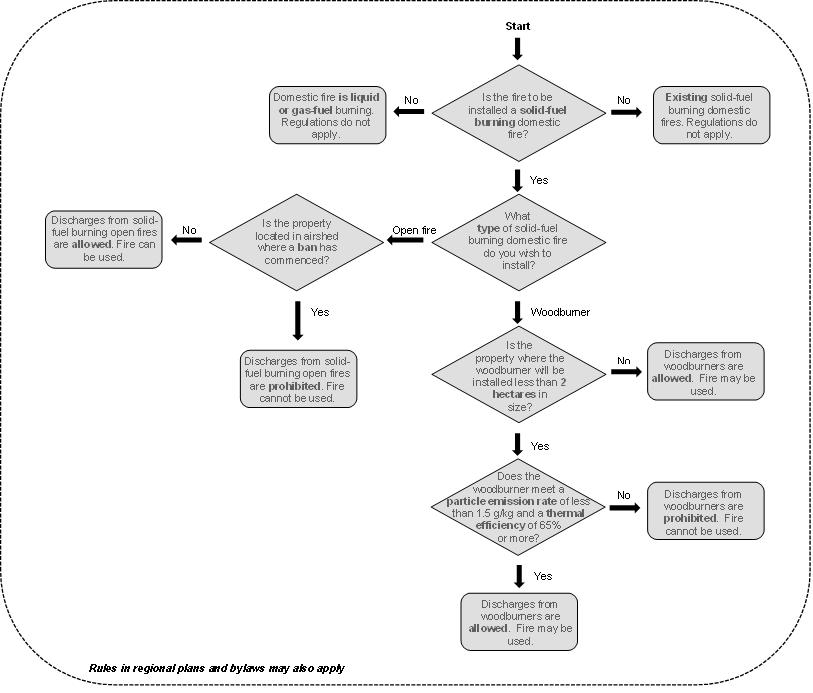 Start
Domestic fire is liquid
or gas-fuel burning.
Regulations do not
apply.
No
Is the fire to be
installed a solid-fuel
burning domestic
fire?
No
Existing solid-fuel
burning domestic
fires. Regulations do
not apply.
Yes
Discharges from solid-
fuel burning open fires
are allowed. Fire can
be used.
No
Is the property
located in airshed
where a ban has
commenced?
Open fire
What
type of solid-fuel
burning domestic fire
do you wish to
install?
Yes
Woodburner
Discharges from solid-
fuel burning open fires
are prohibited. Fire
cannot be used.
Is the
property where the
woodburner will be
installed less than 2
hectares in
size?
No
Discharges from
woodburners are
allowed. Fire may be
used.
Yes
Does the
woodburner meet a
particle emission rate of less
than 1.5 g/kg and a thermal
efficiency of 65%
or more?
No
Discharges from
woodburners are
prohibited. Fire
cannot be used.
Yes
Discharges from
woodburners are
allowed. Fire may be
used.
Rules in regional plans and bylaws may also apply